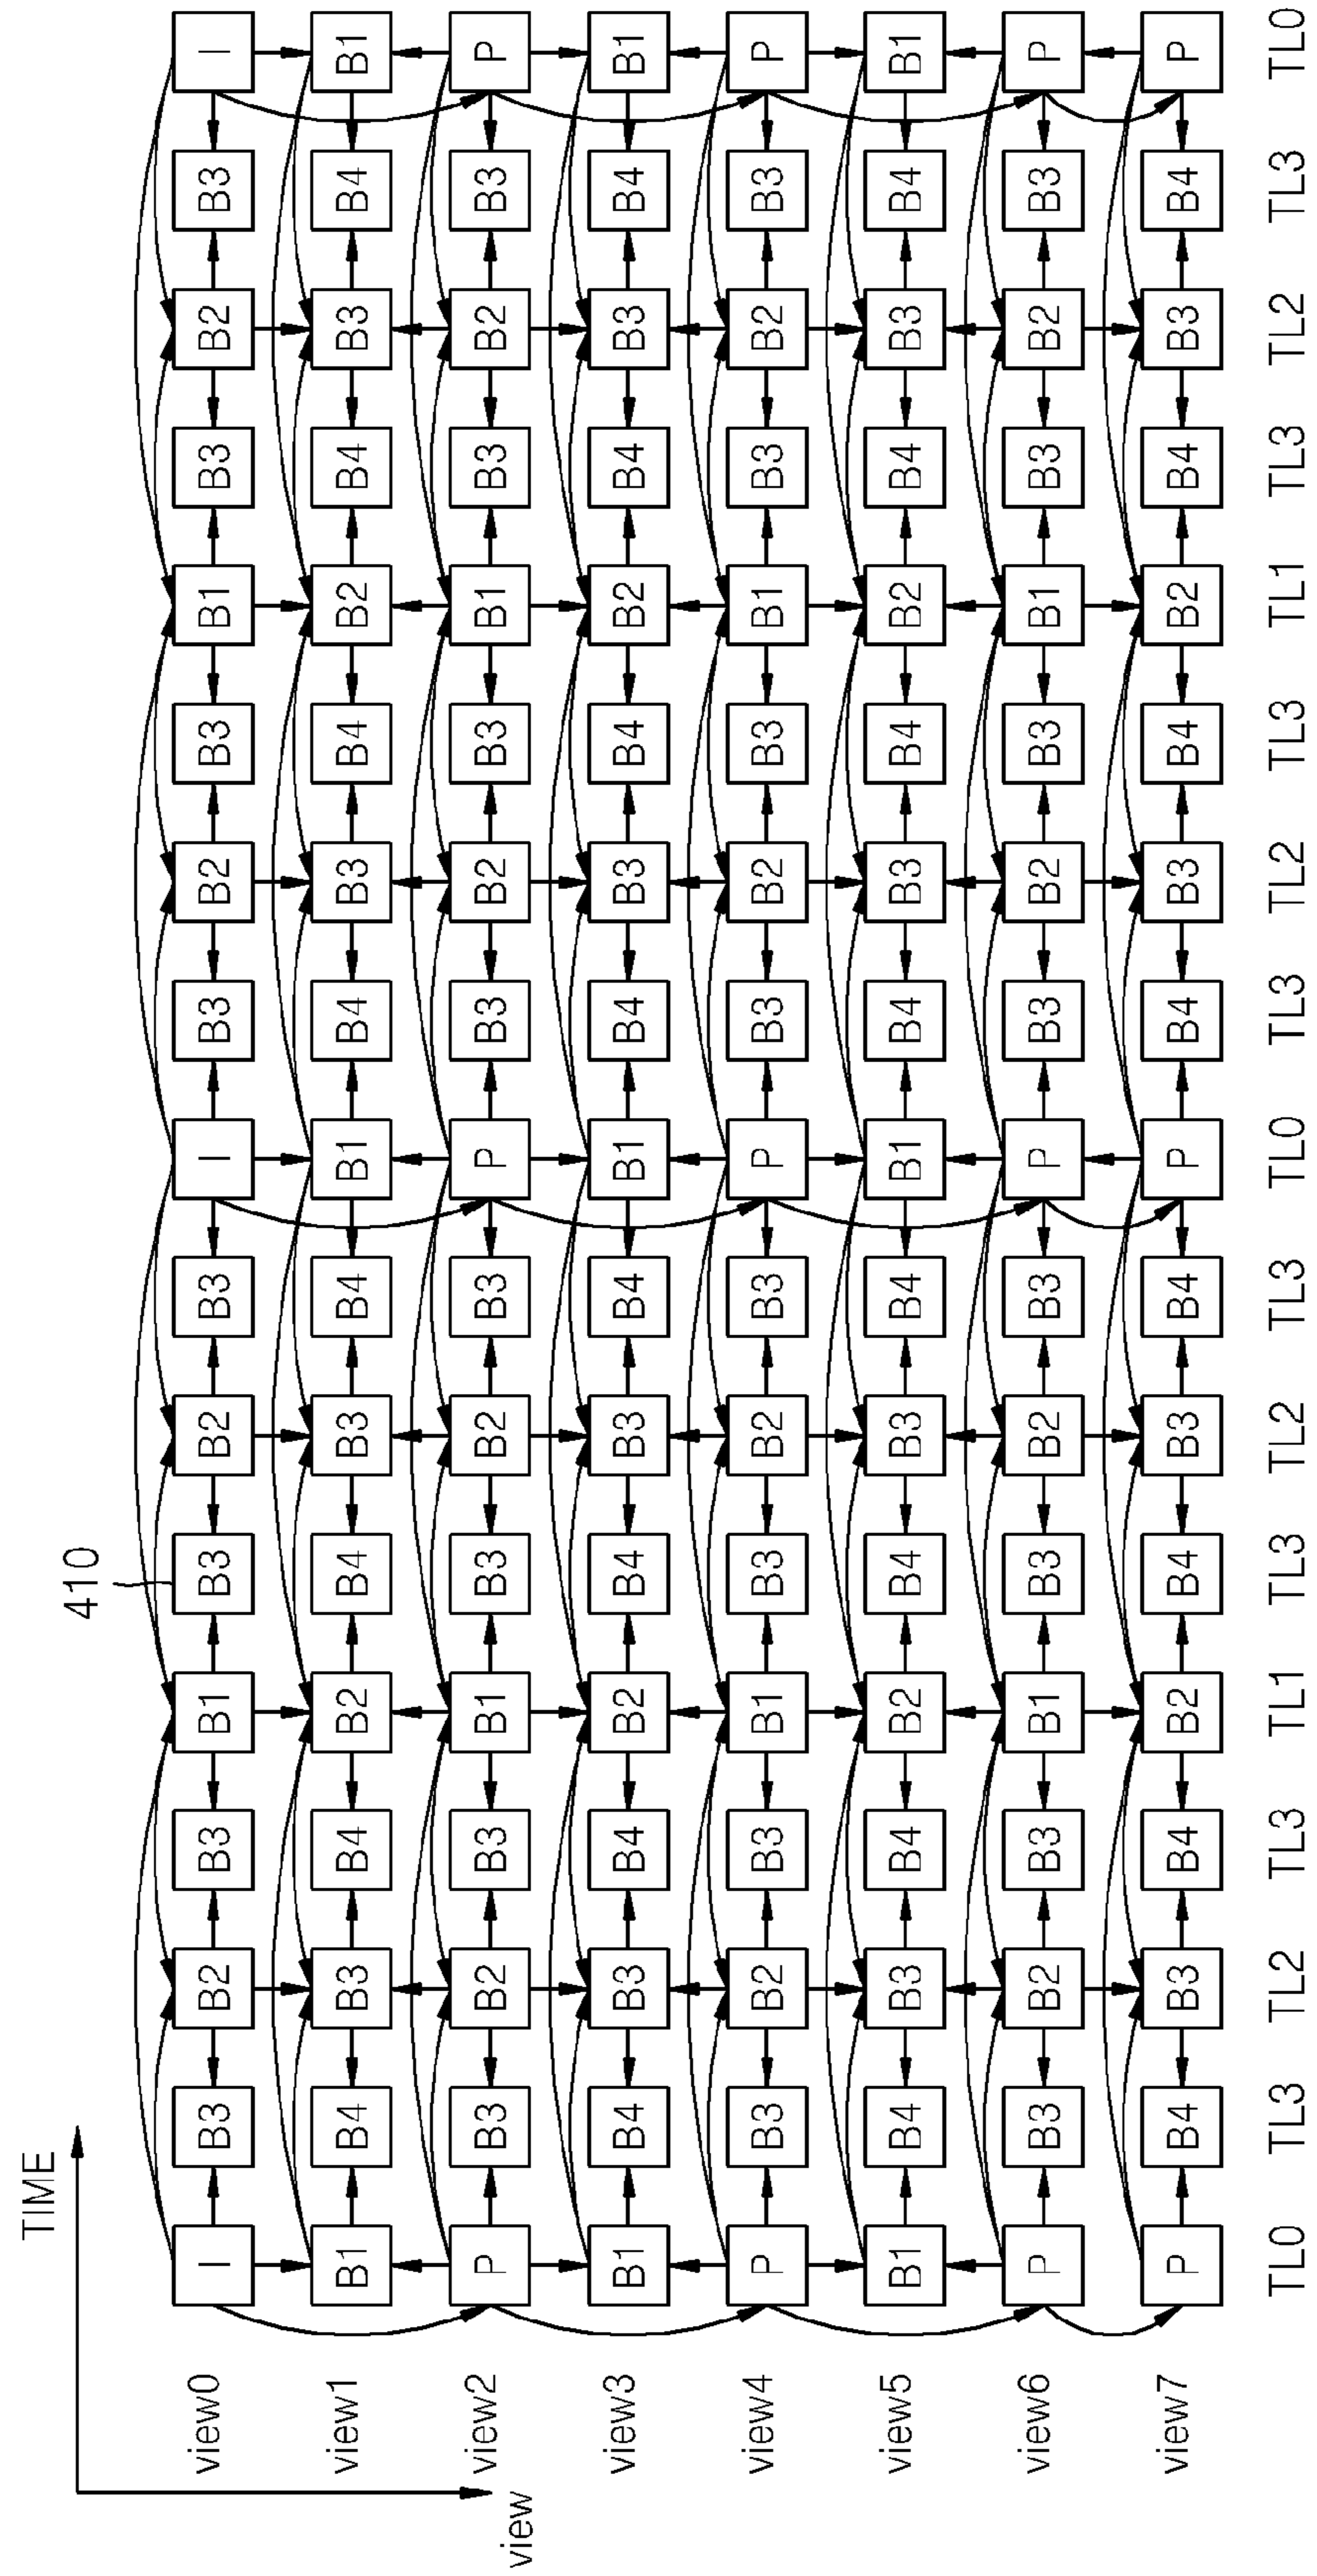 TIME
410
view
view0 I B3 B2 B3 B1 B3 B2 B3 I B3 B2 B3 B1 B3 B2 B3 I
view1 B1 B4 B3 B4 B2 B4 B3 B4 B1 B4 B3 B4 B2 B4 B3 B4 B1
view2 P B3 B2 B3 B1 B3 B2 B3 P B3 B2 B3 B1 B3 B2 B3 P
view3 B1 B4 B3 B4 B2 B4 B3 B4 B1 B4 B3 B4 B2 B4 B3 B4 B1
view4 P B3 B2 B3 B1 B3 B2 B3 P B3 B2 B3 B1 B3 B2 B3 P
view5 B1 B4 B3 B4 B2 B4 B3 B4 B1 B4 B3 B4 B2 B4 B3 B4 B1
view6 P B3 B2 B3 B1 B3 B2 B3 P B3 B2 B3 B1 B3 B2 B3 P
view7 P B4 B3 B4 B2 B4 B3 B4 P B4 B3 B4 B2 B4 B3 B4 P
TL0 TL3 TL2 TL3 TL1 TL3 TL2 TL3 TL0 TL3 TL2 TL3 TL1 TL3 TL2 TL3 TL0